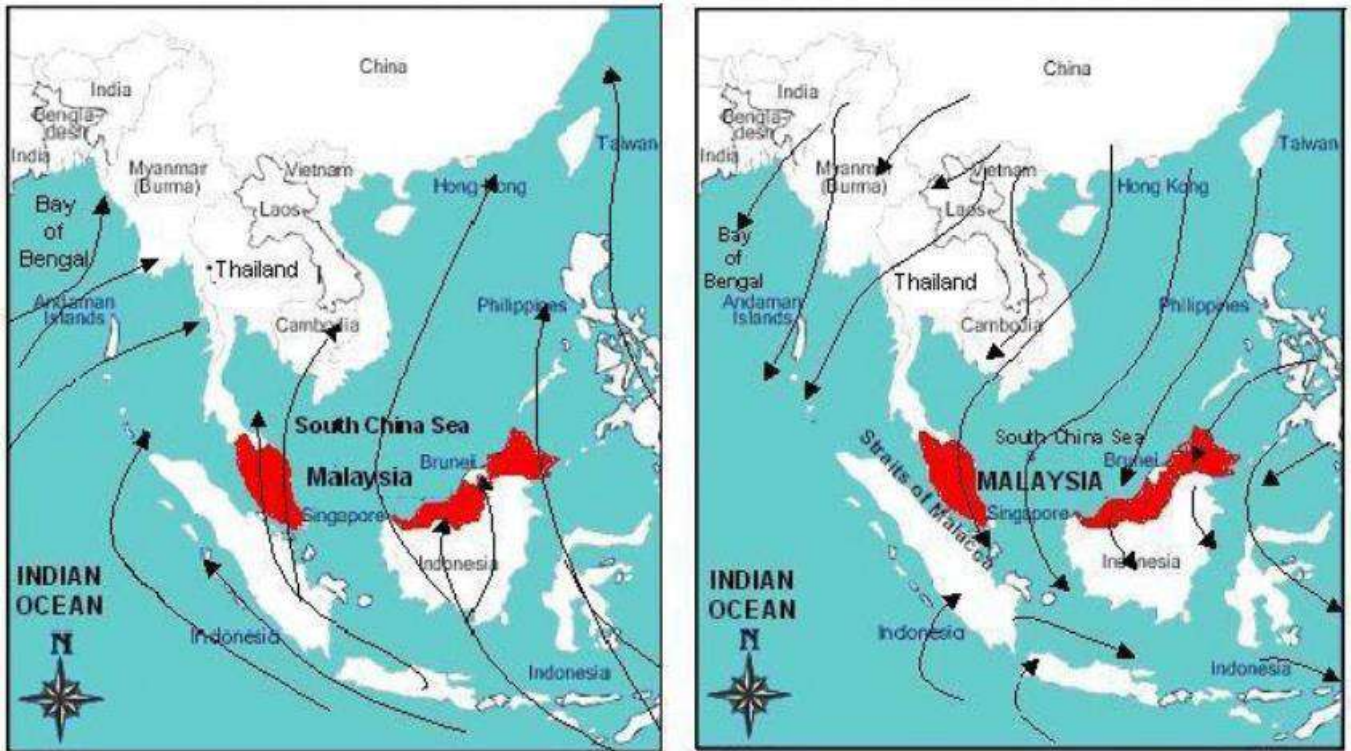 China
India
Bengla-
desh
India
Taiwan
Myanmar
(Burma)
Vietnam
Hong Kong
Laos
Bay
of
Bengal
Thailand
Andaman
Islands
Philippines
Cambodia
South China Sea
Brunei
Malaysia
Singapore
Indonesia
INDIAN
OCEAN
N
Indonesia
Indonesia
China
India
Bengla-
desh
India
Taiwan
Myanmar
(Burma)
Vietnam
Hong Kong
Laos
Bay
of
Bengal
Thailand
Andaman
Islands
Philippines
Cambodia
South China Sea
s
Brunei
Straits of Malacca
MALAYSIA
Singapore
Indonesia
INDIAN
OCEAN
N
Indonesia
Indonesia